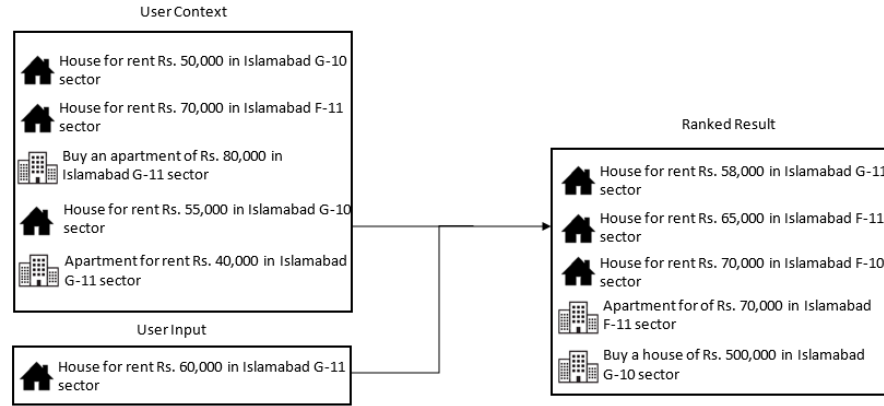 User Context
House for rent Rs. 50,000 in Islamabad G-10
sector
House for rent Rs. 70,000 in Islamabad F-11
sector
Buy an apartment of Rs. 80,000 in
Islamabad G-11 sector
House for rent Rs. 55,000 in Islamabad G-10
sector
Apartment for rent Rs. 40,000 in Islamabad
G-11 sector
User Input
House for rent Rs. 60,000 in Islamabad G-11
sector
Ranked Result
House for rent Rs. 58,000 in Islamabad G-11
sector
House for rent Rs. 65,000 in Islamabad F-11
sector
House for rent Rs. 70,000 in Islamabad F-10
sector
Apartment for of Rs. 70,000 in Islamabad
F-11 sector
Buy a house of Rs. 500,000 in Islamabad
G-10 sector